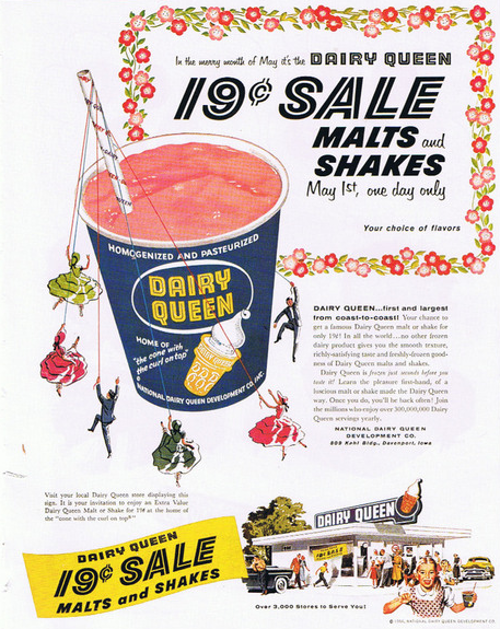 In the merry month of May it's the DAIRY QUEEN
19¢ SALE
MALTS and
SHAKES
May 1st, one day only
Your choice of flavors
DAIRY QUEEN
HOMOGENIZED AND PASTEURIZED
DAIRY
QUEEN
HOME OF
"the cone with
the curl on top"
NATIONAL DAIRY QUEEN DEVELOPMENT CO. INC.
DAIRY QUEEN...first and largest
from coast-to-coast! Your chance to
get a famous Dairy Queen malt or shake for
only 19¢! In all the world...no other frozen
dairy product gives you the smooth texture,
richly-satisfying taste and freshly-frozen good-
ness of Dairy Queen malts and shakes.
Dairy Queen is frozen just seconds before you
taste it! Learn the pleasure first-hand, of a
luscious malt or shake made the Dairy Queen
way. Once you do, you'll be back often! Join
the millions who enjoy over 300,000,000 Dairy
Queen servings yearly.
NATIONAL DAIRY QUEEN
DEVELOPMENT CO.
809 Kahl Bldg., Davenport, Iowa
Visit your local Dairy Queen store displaying this
sign. It is your invitation to enjoy an Extra Value
Dairy Queen Malt or Shake for 19¢ at the home of
the "cone with the curl on top"
DAIRY QUEEN
19¢ SALE
MALTS and SHAKES
DAIRY QUEEN
19¢ SALE
Over 3,000 Stores to Serve You!
NATIONAL DAIRY QUEEN DEVELOPMENT CO.